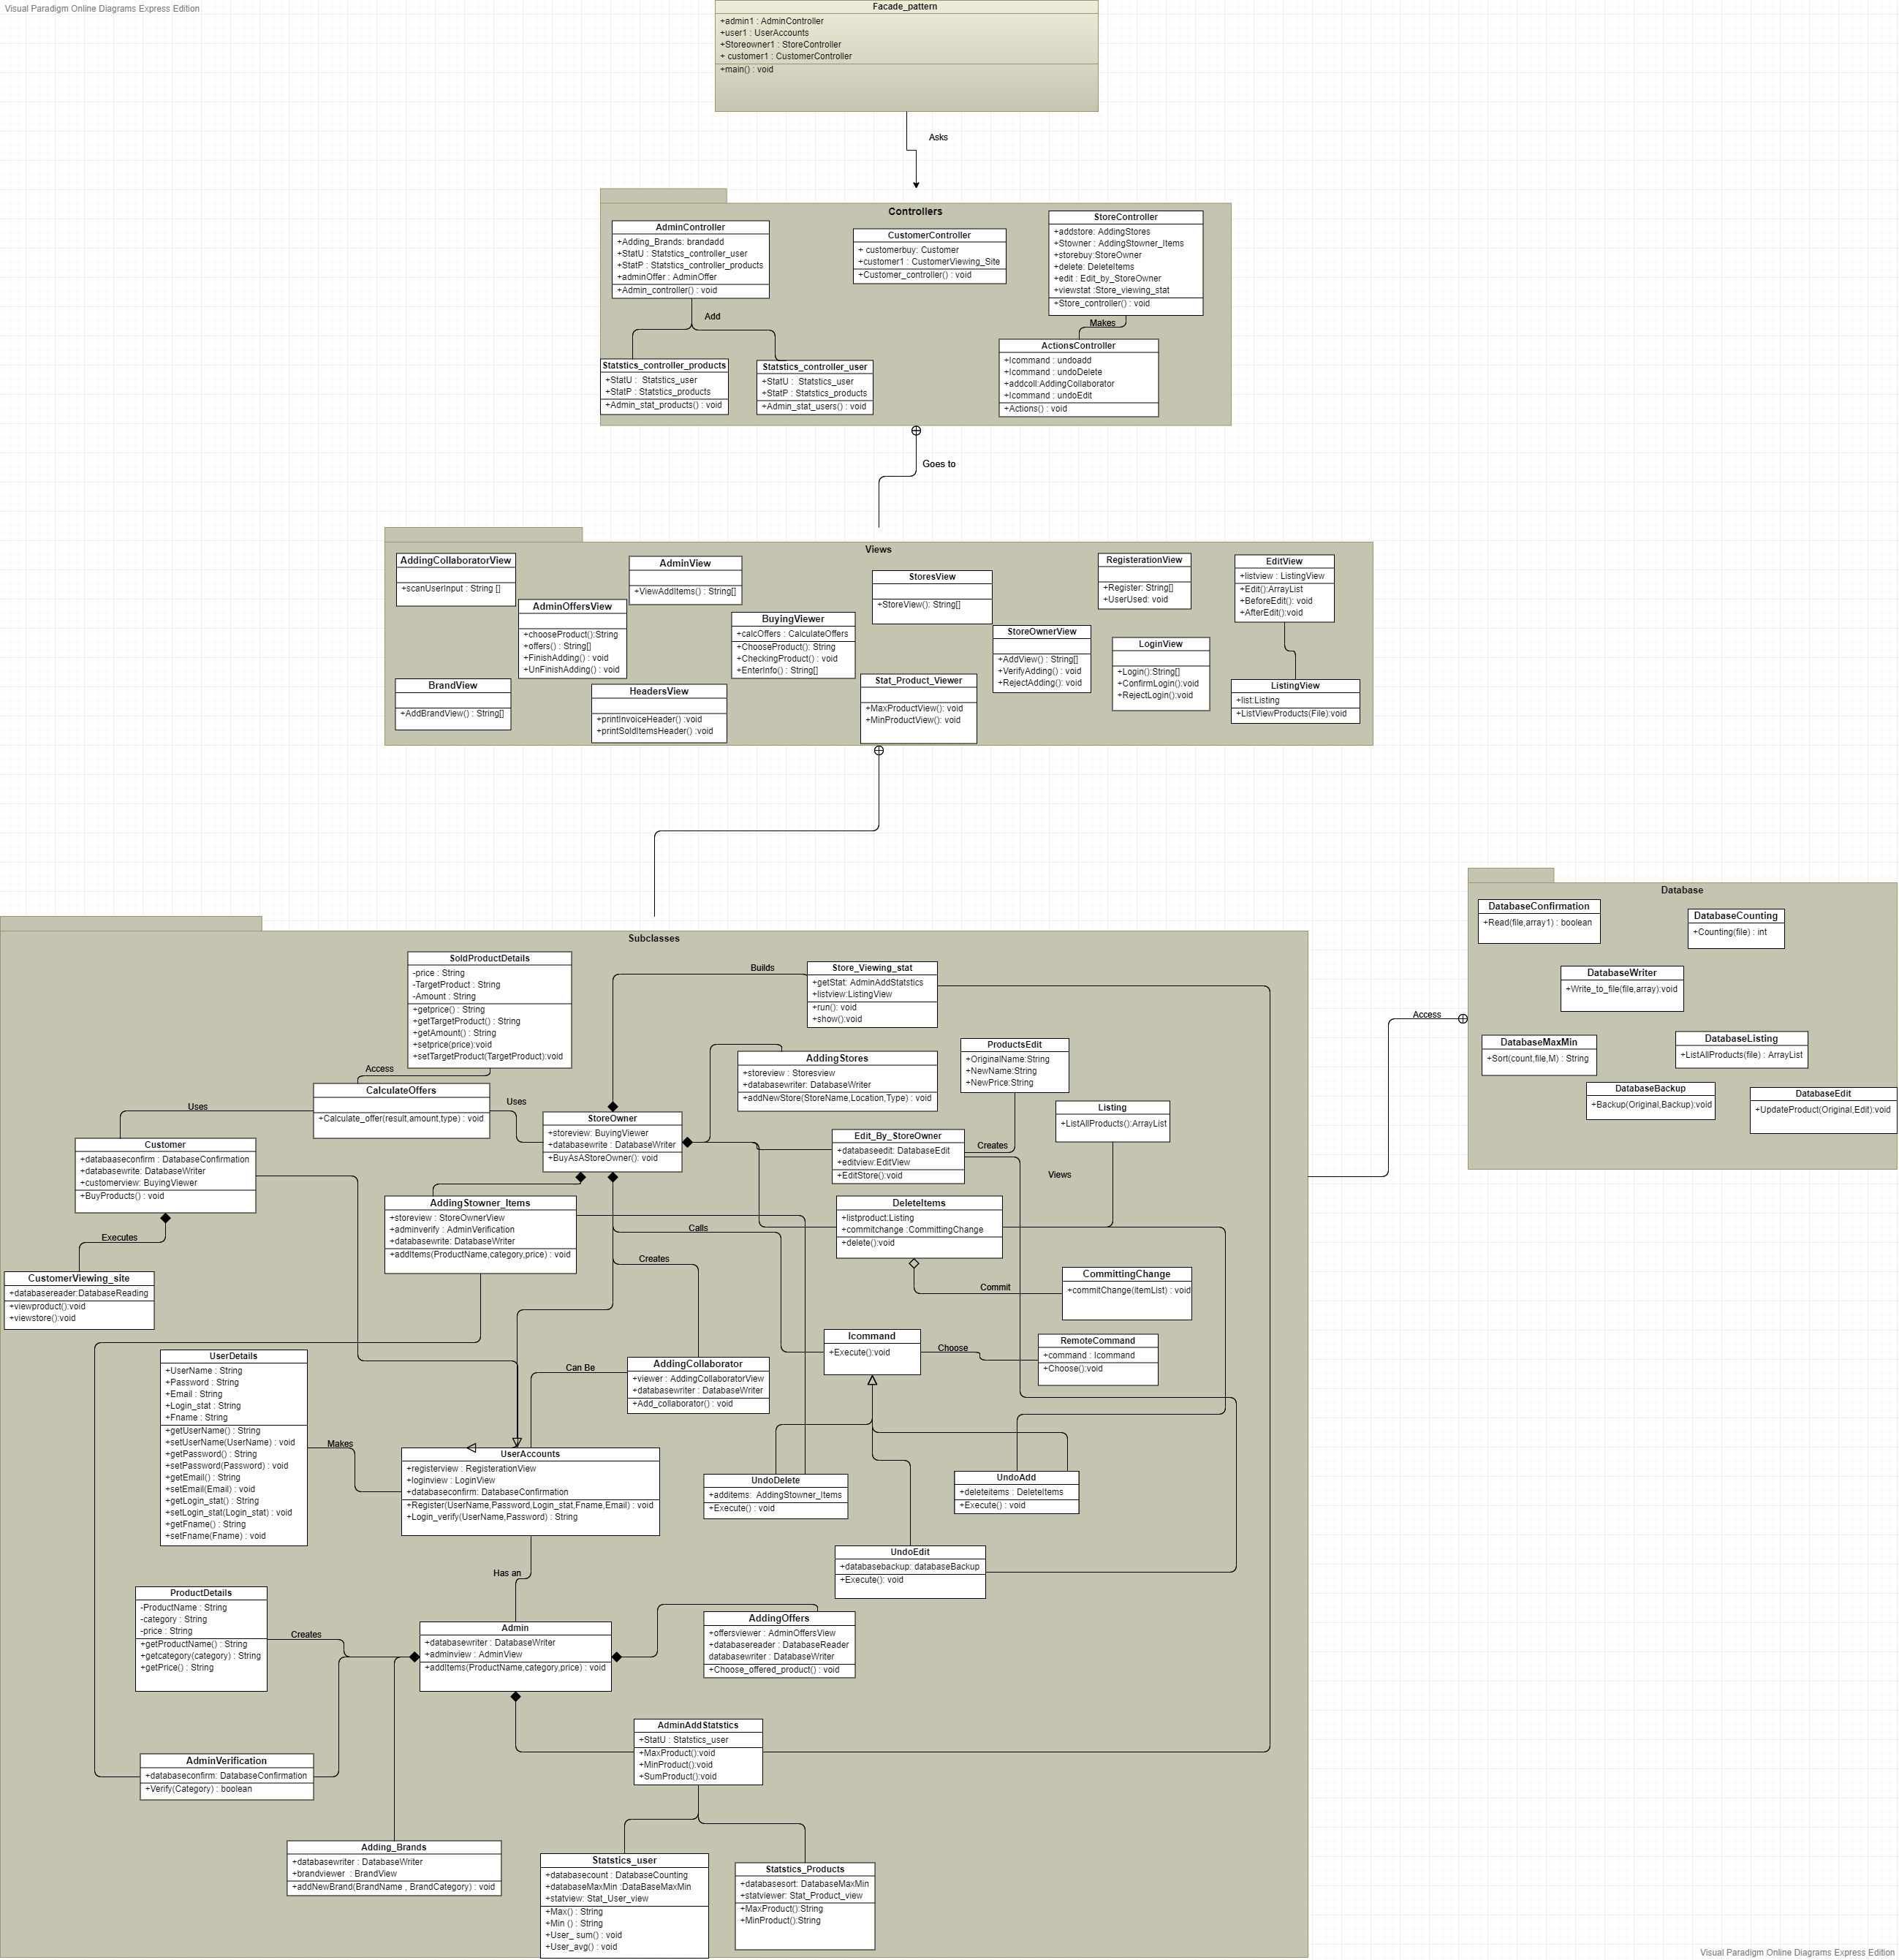 Visual Paradigm Online Diagrams Express Edition
Facade_pattern
+admin1 : AdminController
+user1 : UserAccounts
+Storeowner1 : StoreController
+ customer1 : CustomerController
+main() : void
Asks
Controllers
AdminController
+Adding_Brands: brandadd
+StatU : Statstics_controller_user
+StatP : Statstics_controller_products
+adminOffer : AdminOffer
+Admin_controller() : void
CustomerController
+ customerbuy: Customer
+customer1 : CustomerViewing_Site
+Customer_controller() : void
StoreController
+addstore: AddingStores
+Stowner : AddingStowner_Items
+storebuy:StoreOwner
+delete: DeleteItems
+edit : Edit_by_StoreOwner
+viewstat :Store_viewing_stat
+Store_controller() : void
Add
Makes
Statstics_controller_products
+StatU : Statstics_user
+StatP : Statstics_products
+Admin_stat_products() : void
Statstics_controller_user
+StatU : Statstics_user
+StatP : Statstics_products
+Admin_stat_users() : void
ActionsController
+Icommand : undoadd
+Icommand : undoDelete
+addcoll:AddingCollaborator
+Icommand : undoEdit
+Actions() : void
Goes to
Views
AddingCollaboratorView
+scanUserInput : String []
AdminView
+ViewAddItems() : String[]
StoresView
+StoreView(): String[]
RegisterationView
+Register: String[]
+UserUsed: void
EditView
+listview : ListingView
+Edit():ArrayList
+BeforeEdit(): void
+AfterEdit():void
AdminOffersView
+chooseProduct():String
+offers() : String[]
+FinishAdding() : void
+UnFinishAdding() : void
BuyingViewer
+calcOffers : CalculateOffers
+ChooseProduct(): String
+CheckingProduct() : void
+EnterInfo() : String[]
StoreOwnerView
+AddView() : String[]
+VerifyAdding() : void
+RejectAdding(): void
LoginView
+Login():String[]
+ConfirmLogin():void
+RejectLogin():void
BrandView
+AddBrandView() : String[]
HeadersView
+printInvoiceHeader() :void
+printSoldItemsHeader() :void
Stat_Product_Viewer
+MaxProductView(): void
+MinProductView() : void
ListingView
+list:Listing
+ListViewProducts(File):void
Database
DatabaseConfirmation
+Read(file,array1) : boolean
DatabaseCounting
+Counting(file) : int
DatabaseWriter
+Write_to_file(file,array):void
DatabaseMaxMin
+Sort(count,file,M) : String
DatabaseListing
+ListAllProducts(file) : ArrayList
DatabaseBackup
+Backup(Original,Backup):void
DatabaseEdit
+UpdateProduct(Original,Edit):void
Access
Subclasses
SoldProductDetails
-price : String
-TargetProduct : String
-Amount : String
+getprice() : String
+getTargetProduct() : String
+getAmount() : String
+setprice(price):void
+setTargetProduct(TargetProduct):void
Builds
Store_Viewing_stat
+getStat: AdminAddStatstics
+listview:ListingView
+run(): void
+show():void
Access
AddingStores
+storeview : Storesview
+databasewriter: DatabaseWriter
+addNewStore(StoreName,Location,Type) : void
ProductsEdit
+OriginalName:String
+NewName:String
+NewPrice:String
CalculateOffers
+Calculate_offer(result,amount,type) : void
Uses
Uses
StoreOwner
+storeview: BuyingViewer
+databasewrite : DatabaseWriter
+BuyAsAStoreOwner(): void
Listing
+ListAllProducts():ArrayList
Customer
+databaseconfirm : DatabaseConfirmation
+databasewrite: DatabaseWriter
+customerview: BuyingViewer
+BuyProducts() : void
Edit_By_StoreOwner
+databaseedit: DatabaseEdit
+editview:EditView
+EditStore():void
Creates
Views
AddingStowner_Items
+storeview : StoreOwnerView
+adminverify : AdminVerification
+databasewrite: DatabaseWriter
+addItems(ProductName,category,price) : void
DeleteItems
+listproduct:Listing
+commitchange :CommittingChange
+delete():void
Executes
Calls
Creates
Commit
CustomerViewing_site
+databasereader:DatabaseReading
+viewproduct():void
+viewstore():void
CommittingChange
+commitChange(itemList) : void
Icommand
+Execute():void
Choose
RemoteCommand
+command : Icommand
+Choose():void
UserDetails
+UserName : String
+Password : String
+Email : String
+Login_stat : String
+Fname : String
+getUserName() : String
+setUserName(UserName) : void
+getPassword() : String
+setPassword(Password) : void
+getEmail() : String
+setEmail(Email) : void
+getLogin_stat() : String
+setLogin_stat(Login_stat) : void
+getFname() : String
+setFname(Fname) : void
Can Be
AddingCollaborator
+viewer : AddingCollaboratorView
+databasewriter : DatabaseWriter
+Add_collaborator() : void
Makes
UserAccounts
+registerview : RegisterationView
+loginview : LoginView
+databaseconfirm: DatabaseConfirmation
+Register(UserName,Password,Login_stat,Fname,Email) : void
+Login_verify(UserName,Password) : String
UndoDelete
+additems: AddingStowner_Items
+Execute() : void
UndoAdd
+deleteitems : DeleteItems
+Execute() : void
UndoEdit
+databasebackup: databaseBackup
+Execute(): void
Has an
ProductDetails
-ProductName : String
-category : String
-price : String
+getProductName() : String
+getcategory(category) : String
+getPrice() : String
Creates
Admin
+databasewriter : DatabaseWriter
+adminview : AdminView
+addItems(ProductName,category,price) : void
AddingOffers
+offersviewer : AdminOffersView
+databasereader : DatabaseReader
databasewriter : DatabaseWriter
+Choose_offered_product() : void
AdminAddStatstics
+StatU : Statstics_user
+MaxProduct():void
+MinProduct():void
+SumProduct():void
AdminVerification
+databaseconfirm: DatabaseConfirmation
+Verify(Category) : boolean
Adding_Brands
+databasewriter : DatabaseWriter
+brandviewer : BrandView
+addNewBrand(BrandName , BrandCategory) : void
Statstics_user
+databasecount : DatabaseCounting
+databaseMaxMin :DataBaseMaxMin
+statview: Stat_User_view
+Max() : String
+Min () : String
+User_ sum() : void
+User_avg() : void
Statstics_Products
+databasesort: DatabaseMaxMin
+statviewer: Stat_Product_view
+MaxProduct():String
+MinProduct():String
Visual Paradigm Online Diagrams Express Edition